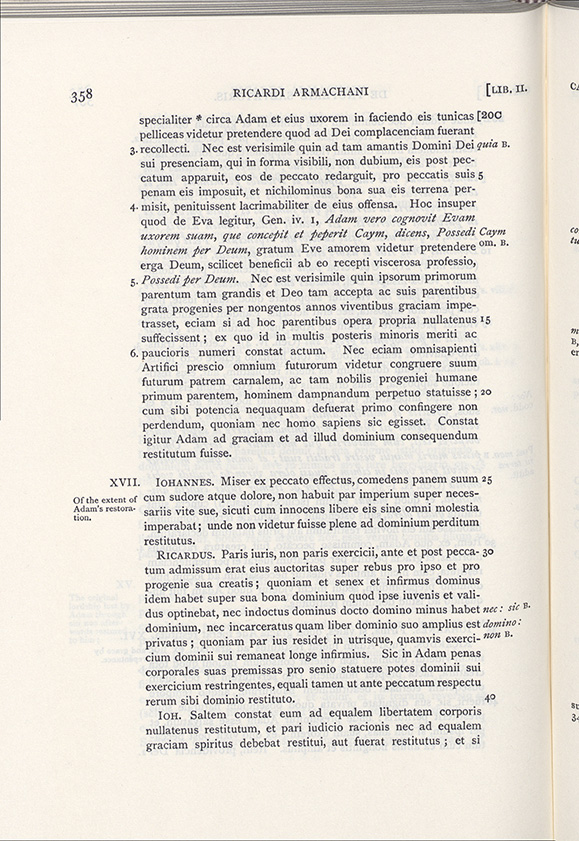 358 RICARDI ARMACHANI [LIB. II.
specialiter * circa Adam et eius uxorem in faciendo eis tunicas [200
pelliceas videtur pretendere quod ad Dei complacenciam fuerant
3. recollecti. Nec est verisimile quin ad tam amantis Domini Dei quia B.
sui presenciam, qui in forma visibili, non dubium, eis post pec-
catum apparuit, eos de peccato redarguit, pro peccatis suis 5
penam eis imposuit, et nichilominus bona sua eis terrena per-
4. misit, penituissent lacrimabiliter de eius offensa. Hoc insuper
quod de Eva legitur, Gen. iv. 1, Adam vero cognovit Evam
uxorem suam, que concepit et peperit Caym, dicens, Possedi Caym
hominem per Deum, gratum Eve amorem videtur pretendere om. B.
erga Deum, scilicet beneficii ab eo recepti viscerosa professio,
5. Possedi per Deum. Nec est verisimile quin ipsorum primorum
parentum tam grandis et Deo tam accepta ac suis parentibus
grata progenies per nongentos annos viventibus graciam impe-
trasset, eciam si ad hoc parentibus opera propria nullatenus 15
suffecissent ; ex quo id in multis posteris minoris meriti ac
6. paucioris numeri constat actum. Nec eciam omnisapienti
Artifici prescio omnium futurorum videtur congruere suum
futurum patrem carnalem, ac tam nobilis progeniei humane
primum parentem, hominem dampnandum perpetuo statuisse ; 20
cum sibi potencia nequaquam defuerat primo confingere non
perdendum, quoniam nec homo sapiens sic egisset. Constat
igitur Adam ad graciam et ad illud dominium consequendum
restitutum fuisse.
XVII. IOHANNES. Miser ex peccato effectus, comedens panem suum 25
Of the extent of cum sudore atque dolore, non habuit par imperium super neces-
Adam's restora- sariis vite sue, sicuti cum innocens libere eis sine omni molestia
tion. imperabat ; unde non videtur fuisse plene ad dominium perditum
restitutus.
RICARDUS. Paris iuris, non paris exercicii, ante et post pecca- 30
tum admissum erat eius auctoritas super rebus pro ipso et pro
progenie sua creatis ; quoniam et senex et infirmus dominus
idem habet super sua bona dominium quod ipse iuvenis et vali-
dus optinebat, nec indoctus dominus docto domino minus habet nec : sic B.
dominium, nec incarceratus quam liber dominio suo amplius est domino :
privatus ; quoniam par ius residet in utrisque, quamvis exerci- non B.
cium dominii sui remaneat longe infirmius. Sic in Adam penas
corporales suas premissas pro senio statuere potes dominii sui
exercicium restringentes, equali tamen ut ante peccatum respectu
rerum sibi dominio restituto. 40
IOH. Saltem constat eum ad equalem libertatem corporis
nullatenus restitutum, et pari iudicio racionis nec ad equalem
graciam spiritus debebat restitui, aut fuerat restitutus ; et si